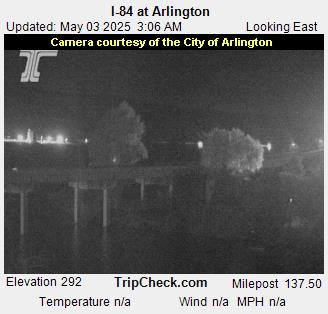 I-84 at Arlington
Updated: May 03 2025 3:06 AM Looking East
Camera courtesy of the City of Arlington
Elevation 292 TripCheck.com Milepost 137.50
Temperature n/a Wind n/a MPH n/a